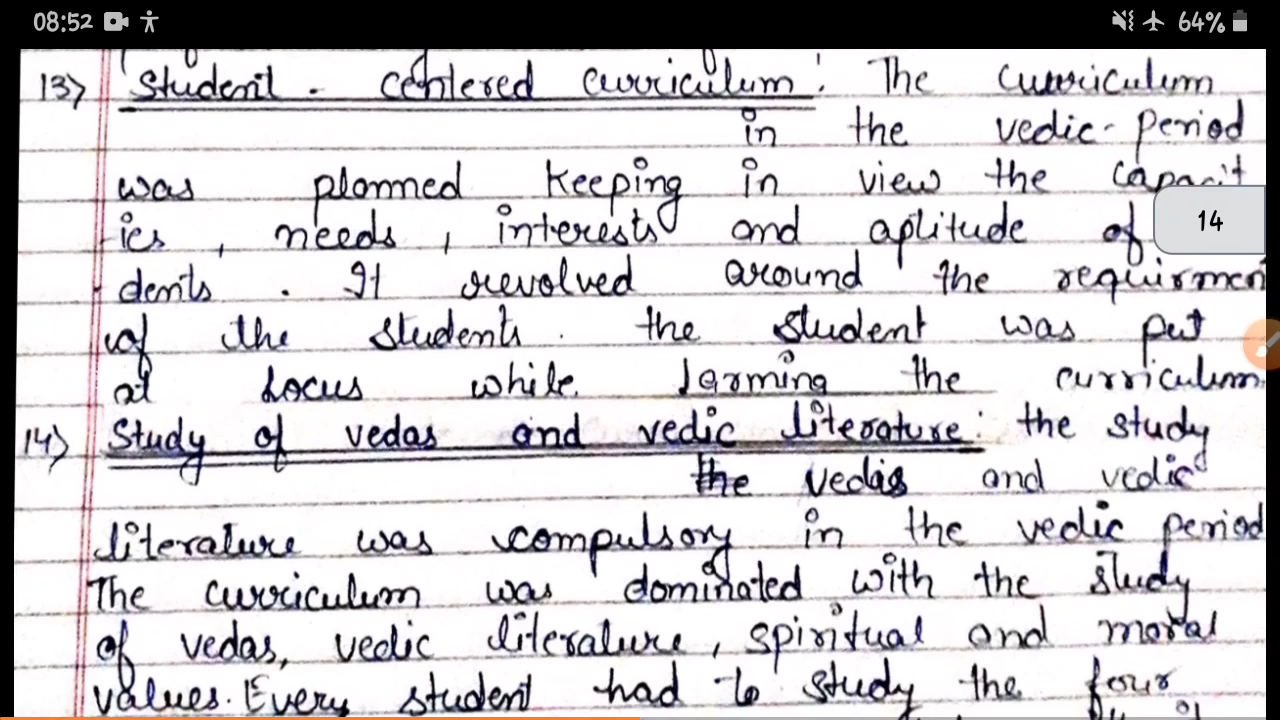 08:52
64%
13) Student - Centered Curriculum: The curriculum
in the vedic-period
was planned keeping in view the capacit
ies, needs, interests and aptitude of
14
dents. It revolved around the requirmen
of the students. the student was put
at focus while forming the curriculum
14) Study of vedas and vedic literature: the study
the vedas and vedic
literature was compulsory in the vedic period
The curriculum was dominated with the study
of vedas, vedic literature, spiritual and moral
values. Every student had to study the four